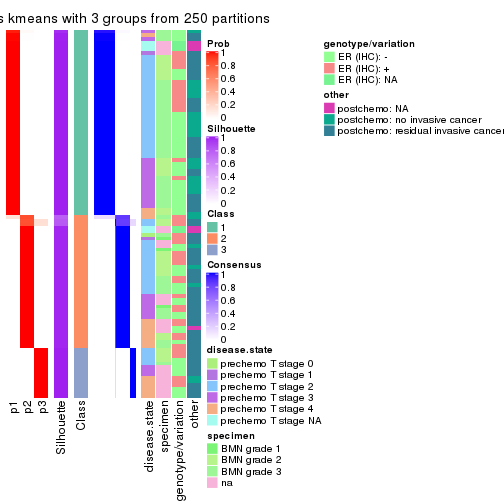 s kmeans with 3 groups from 250 partitions
Prob
1
0.8
0.6
0.4
0.2
0
Silhouette
1
0.8
0.6
0.4
0.2
0
Class
1
2
3
Consensus
1
0.8
0.6
0.4
0.2
0
disease.state
prechemo T stage 0
prechemo T stage 1
prechemo T stage 2
prechemo T stage 3
prechemo T stage 4
prechemo T stage NA
specimen
BMN grade 1
BMN grade 2
BMN grade 3
na
genotype/variation
ER (IHC): -
ER (IHC): +
ER (IHC): NA
other
postchemo: NA
postchemo: no invasive cancer
postchemo: residual invasive cancer
p1
p2
p3
Silhouette
Class
disease.state
specimen
genotype/variation
other